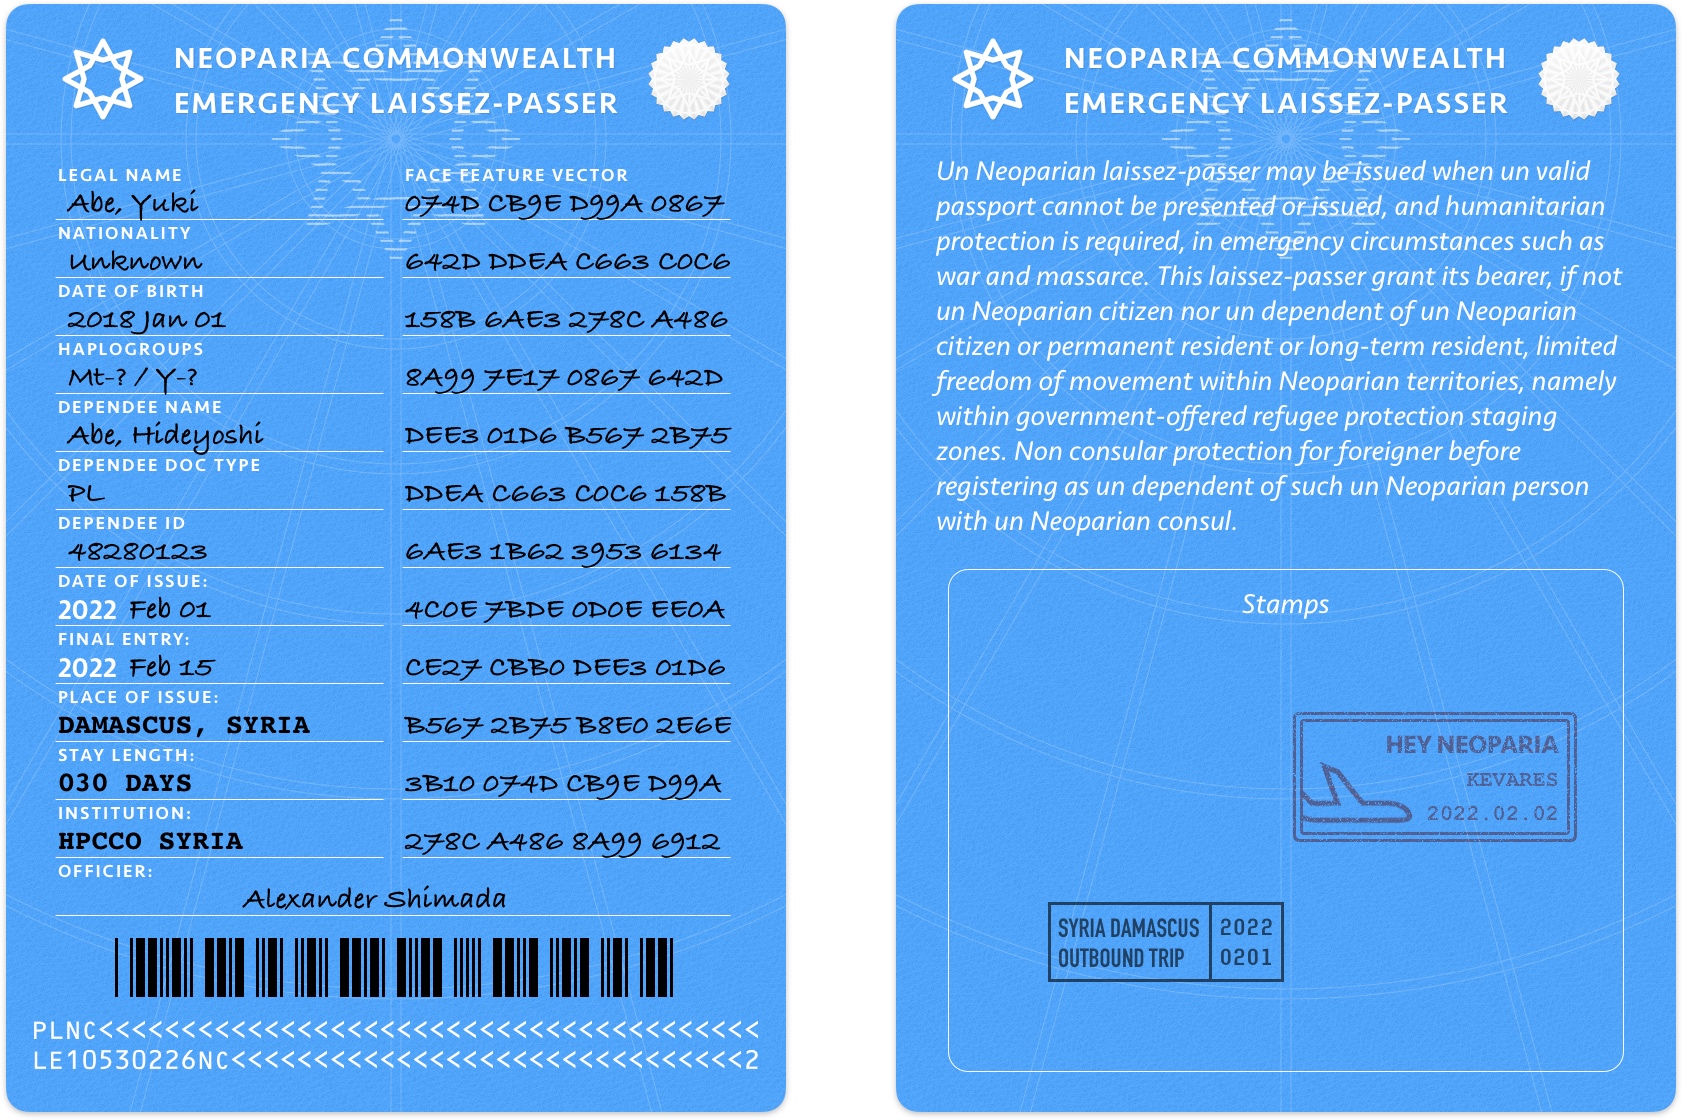 NEOPARIA COMMONWEALTH
EMERGENCY LAISSEZ-PASSER
LEGAL NAME
Abe, Yuki
NATIONALITY
Unknown
DATE OF BIRTH
2018 Jan 01
HAPLOGROUPS
Mt-? / Y-?
DEPENDEE NAME
Abe, Hideyoshi
DEPENDEE DOC TYPE
PL
DEPENDEE ID
48280123
DATE OF ISSUE:
2022 Feb 01
FINAL ENTRY:
2022 Feb 15
PLACE OF ISSUE:
DAMASCUS, SYRIA
STAY LENGTH:
030 DAYS
INSTITUTION:
HPCCO SYRIA
FACE FEATURE VECTOR
074D CB9E D99A 0867
642D DDEA C663 C0C6
158B 6AE3 278C A486
8A99 7E17 0867 642D
DEE3 01D6 B567 2B75
DDEA C663 C0C6 158B
6AE3 1B62 3953 6134
4C0E 7BDE 0D0E EE0A
CE27 CBB0 DEE3 01D6
B567 2B75 B8E0 2E6E
3B10 074D CB9E D99A
278C A486 8A99 6912
OFFICIER:
Alexander Shimada
PLNC<<<<<<<<<<<<<<<<<<<<<<<<<<<<<<<<<<<<<<<<
LE10530226NC<<<<<<<<<<<<<<<<<<<<<<<<<<<<<<<2
NEOPARIA COMMONWEALTH
EMERGENCY LAISSEZ-PASSER
Un Neoparian laissez-passer may be issued when un valid
passport cannot be presented or issued, and humanitarian
protection is required, in emergency circumstances such as
war and massarce. This laissez-passer grant its bearer, if not
un Neoparian citizen nor un dependent of un Neoparian
citizen or permanent resident or long-term resident, limited
freedom of movement within Neoparian territories, namely
within government-offered refugee protection staging
zones. Non consular protection for foreigner before
registering as un dependent of such un Neoparian person
with un Neoparian consul.
Stamps
HEY NEOPARIA
KEVARES
2022.02.02
SYRIA DAMASCUS 2022
OUTBOUND TRIP 0201